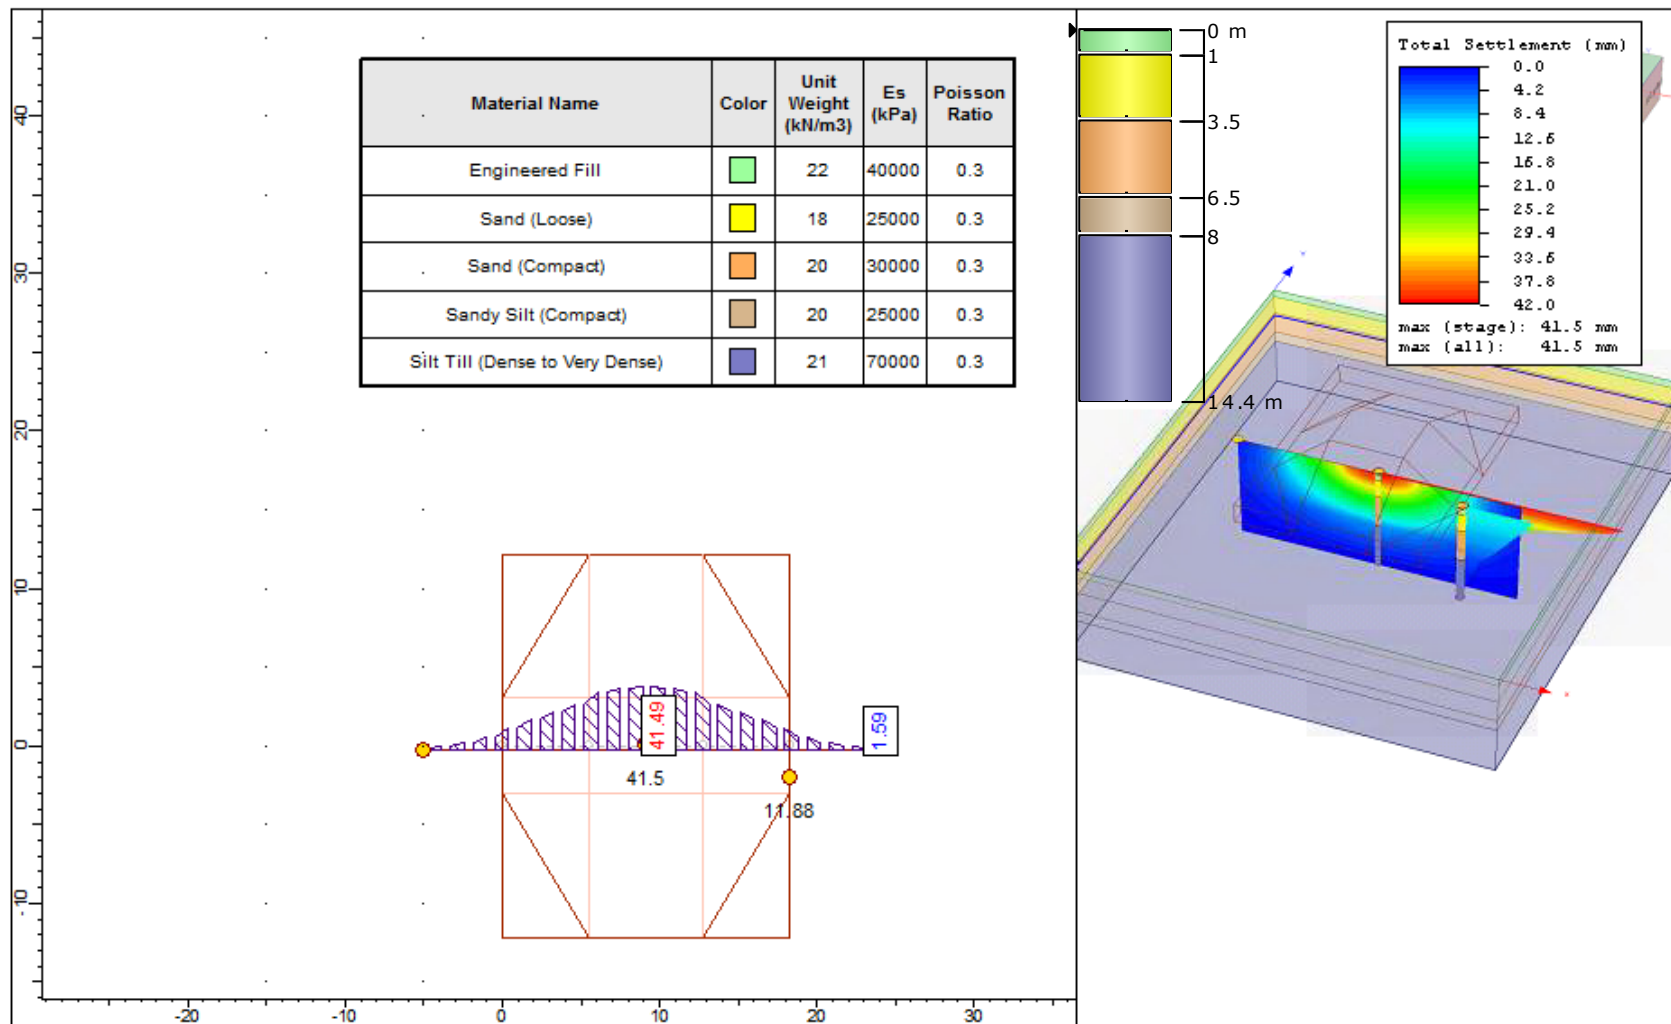 Material Name Color Unit Weight (kN/m3) Es (kPa) Poisson Ratio
Engineered Fill 22 40000 0.3
Sand (Loose) 18 25000 0.3
Sand (Compact) 20 30000 0.3
Sandy Silt (Compact) 20 25000 0.3
Silt Till (Dense to Very Dense) 21 70000 0.3
0 m
1
3.5
6.5
8
14.4 m
Total Settlement (mm)
0.0
4.2
8.4
12.6
16.8
21.0
25.2
29.4
33.6
37.8
42.0
max (stage): 41.5 mm
max (all): 41.5 mm
40
30
20
10
0
-10
41.49
1.59
41.5
11.88
-20 -10 0 10 20 30